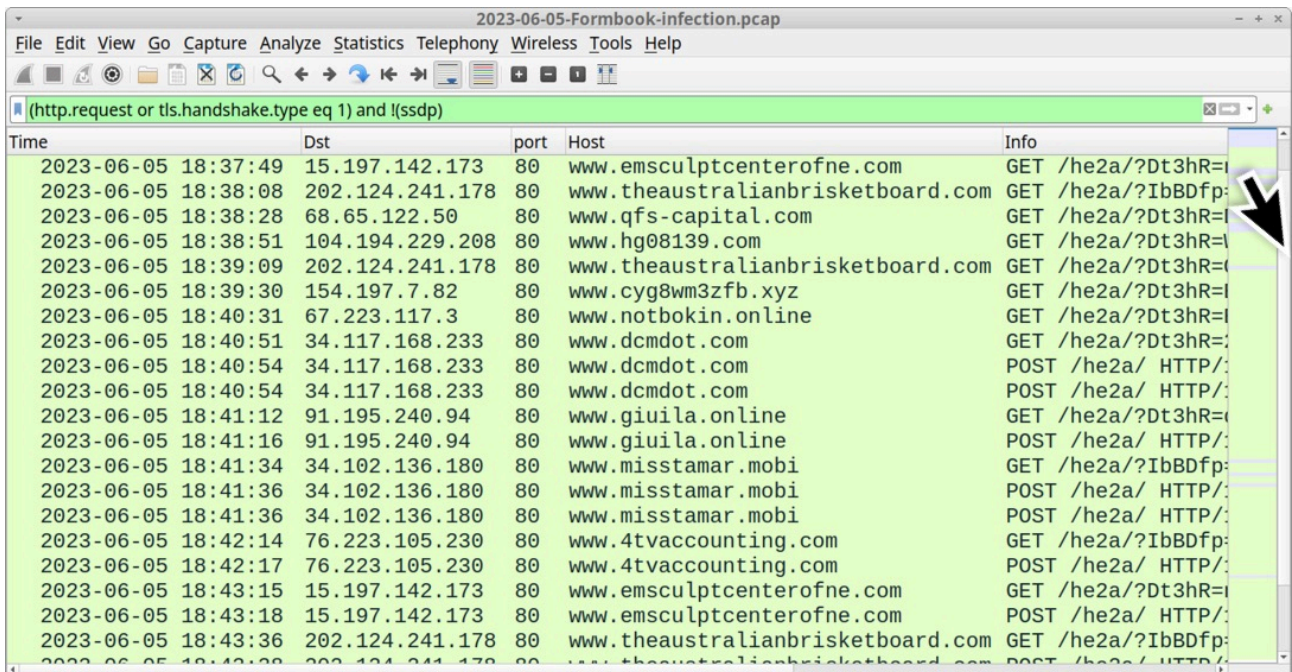 2023-06-05-Formbook-infection.pcap
File Edit View Go Capture Analyze Statistics Telephony Wireless Tools Help
(http.request or tls.handshake.type eq 1) and !(ssdp)
Time Dst port Host Info
2023-06-05 18:37:49 15.197.142.173 80 www.emsculptcenterofne.com GET /he2a/?Dt3hR=
2023-06-05 18:38:08 202.124.241.178 80 www.theaustralianbrisketboard.com GET /he2a/?IbBDfp=
2023-06-05 18:38:28 68.65.122.50 80 www.qfs-capital.com GET /he2a/?Dt3hR=
2023-06-05 18:38:51 104.194.229.208 80 www.hg08139.com GET /he2a/?Dt3hR=
2023-06-05 18:39:09 202.124.241.178 80 www.theaustralianbrisketboard.com GET /he2a/?Dt3hR=
2023-06-05 18:39:30 154.197.7.82 80 www.cyg8wm3zfb.xyz GET /he2a/?Dt3hR=
2023-06-05 18:40:31 67.223.117.3 80 www.notbokin.online GET /he2a/?Dt3hR=
2023-06-05 18:40:51 34.117.168.233 80 www.dcmdot.com GET /he2a/?Dt3hR=
2023-06-05 18:40:54 34.117.168.233 80 www.dcmdot.com POST /he2a/ HTTP/
2023-06-05 18:40:54 34.117.168.233 80 www.dcmdot.com POST /he2a/ HTTP/
2023-06-05 18:41:12 91.195.240.94 80 www.giuila.online GET /he2a/?Dt3hR=
2023-06-05 18:41:16 91.195.240.94 80 www.giuila.online POST /he2a/ HTTP/
2023-06-05 18:41:34 34.102.136.180 80 www.misstamar.mobi GET /he2a/?IbBDfp=
2023-06-05 18:41:36 34.102.136.180 80 www.misstamar.mobi POST /he2a/ HTTP/
2023-06-05 18:41:36 34.102.136.180 80 www.misstamar.mobi POST /he2a/ HTTP/
2023-06-05 18:42:14 76.223.105.230 80 www.4tvaccounting.com GET /he2a/?IbBDfp=
2023-06-05 18:42:17 76.223.105.230 80 www.4tvaccounting.com POST /he2a/ HTTP/
2023-06-05 18:43:15 15.197.142.173 80 www.emsculptcenterofne.com GET /he2a/?Dt3hR=
2023-06-05 18:43:18 15.197.142.173 80 www.emsculptcenterofne.com POST /he2a/ HTTP/
2023-06-05 18:43:36 202.124.241.178 80 www.theaustralianbrisketboard.com GET /he2a/?IbBDfp=